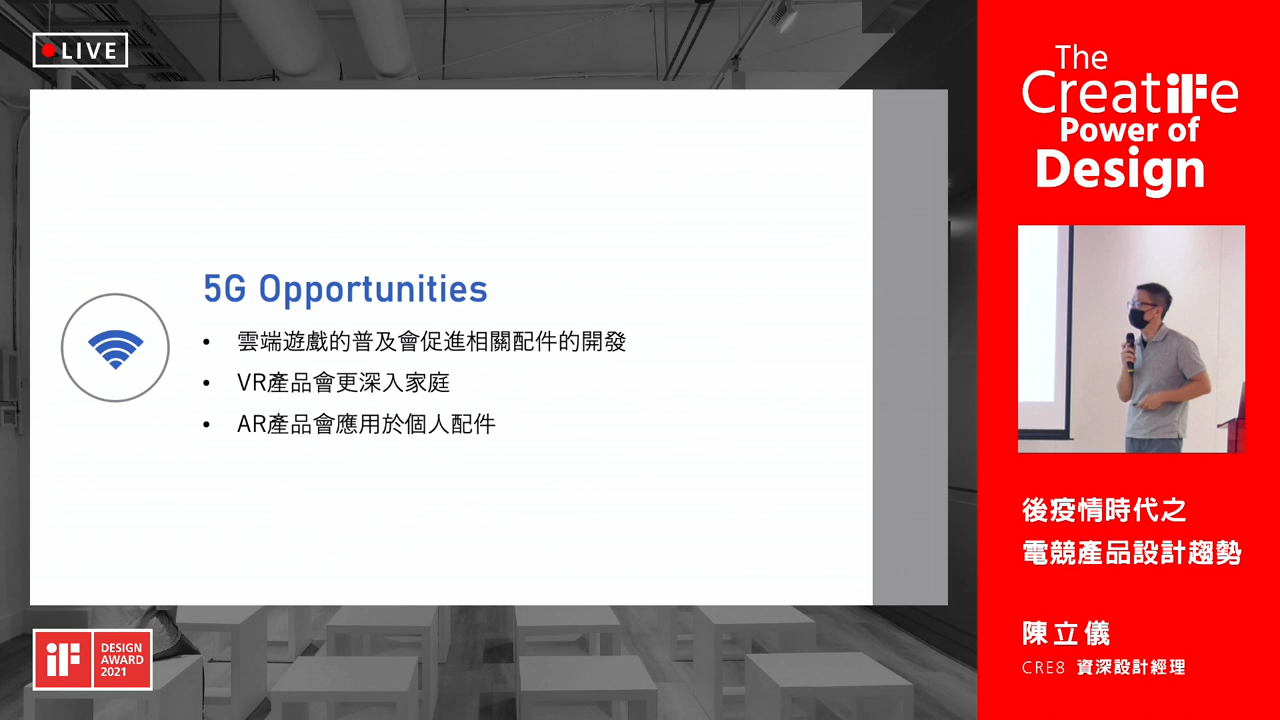 LIVE
5G Opportunities
• 雲端遊戲的普及會促進相關配件的開發
• VR產品會更深入家庭
• AR產品會應用於個人配件
iF
DESIGN
AWARD
2021
The
CreatiFe
Power of
Design
後疫情時代之
電競產品設計趨勢
陳立儀
CRE8 資深設計經理